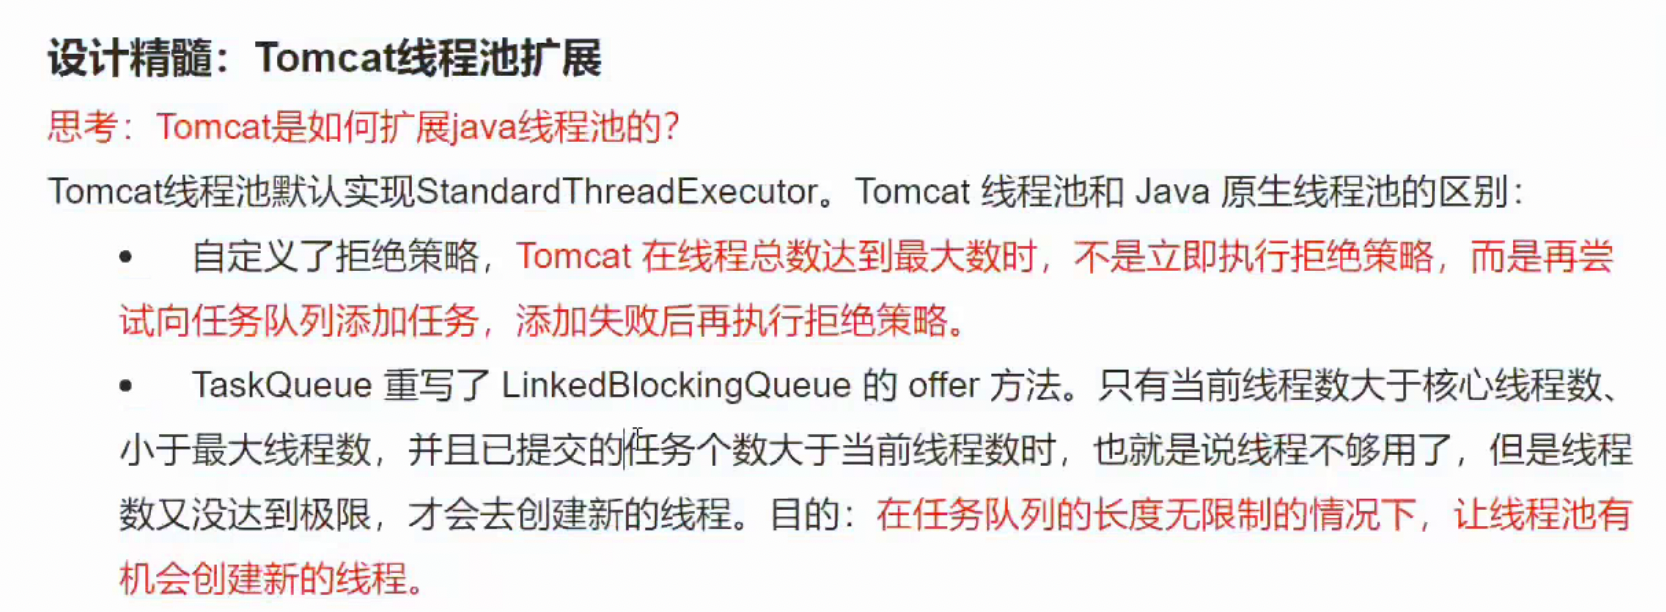 设计精髓：Tomcat线程池扩展
思考：Tomcat是如何扩展java线程池的？
Tomcat线程池默认实现StandardThreadExecutor。Tomcat 线程池和 Java 原生线程池的区别：
• 自定义了拒绝策略，Tomcat 在线程总数达到最大数时，不是立即执行拒绝策略，而是再尝
试向任务队列添加任务，添加失败后再执行拒绝策略。
• TaskQueue 重写了 LinkedBlockingQueue 的 offer 方法。只有当前线程数大于核心线程数、
小于最大线程数，并且已提交的任务个数大于当前线程数时，也就是说线程不够用了，但是线程
数又没达到极限，才会去创建新的线程。目的：在任务队列的长度无限制的情况下，让线程池有
机会创建新的线程。